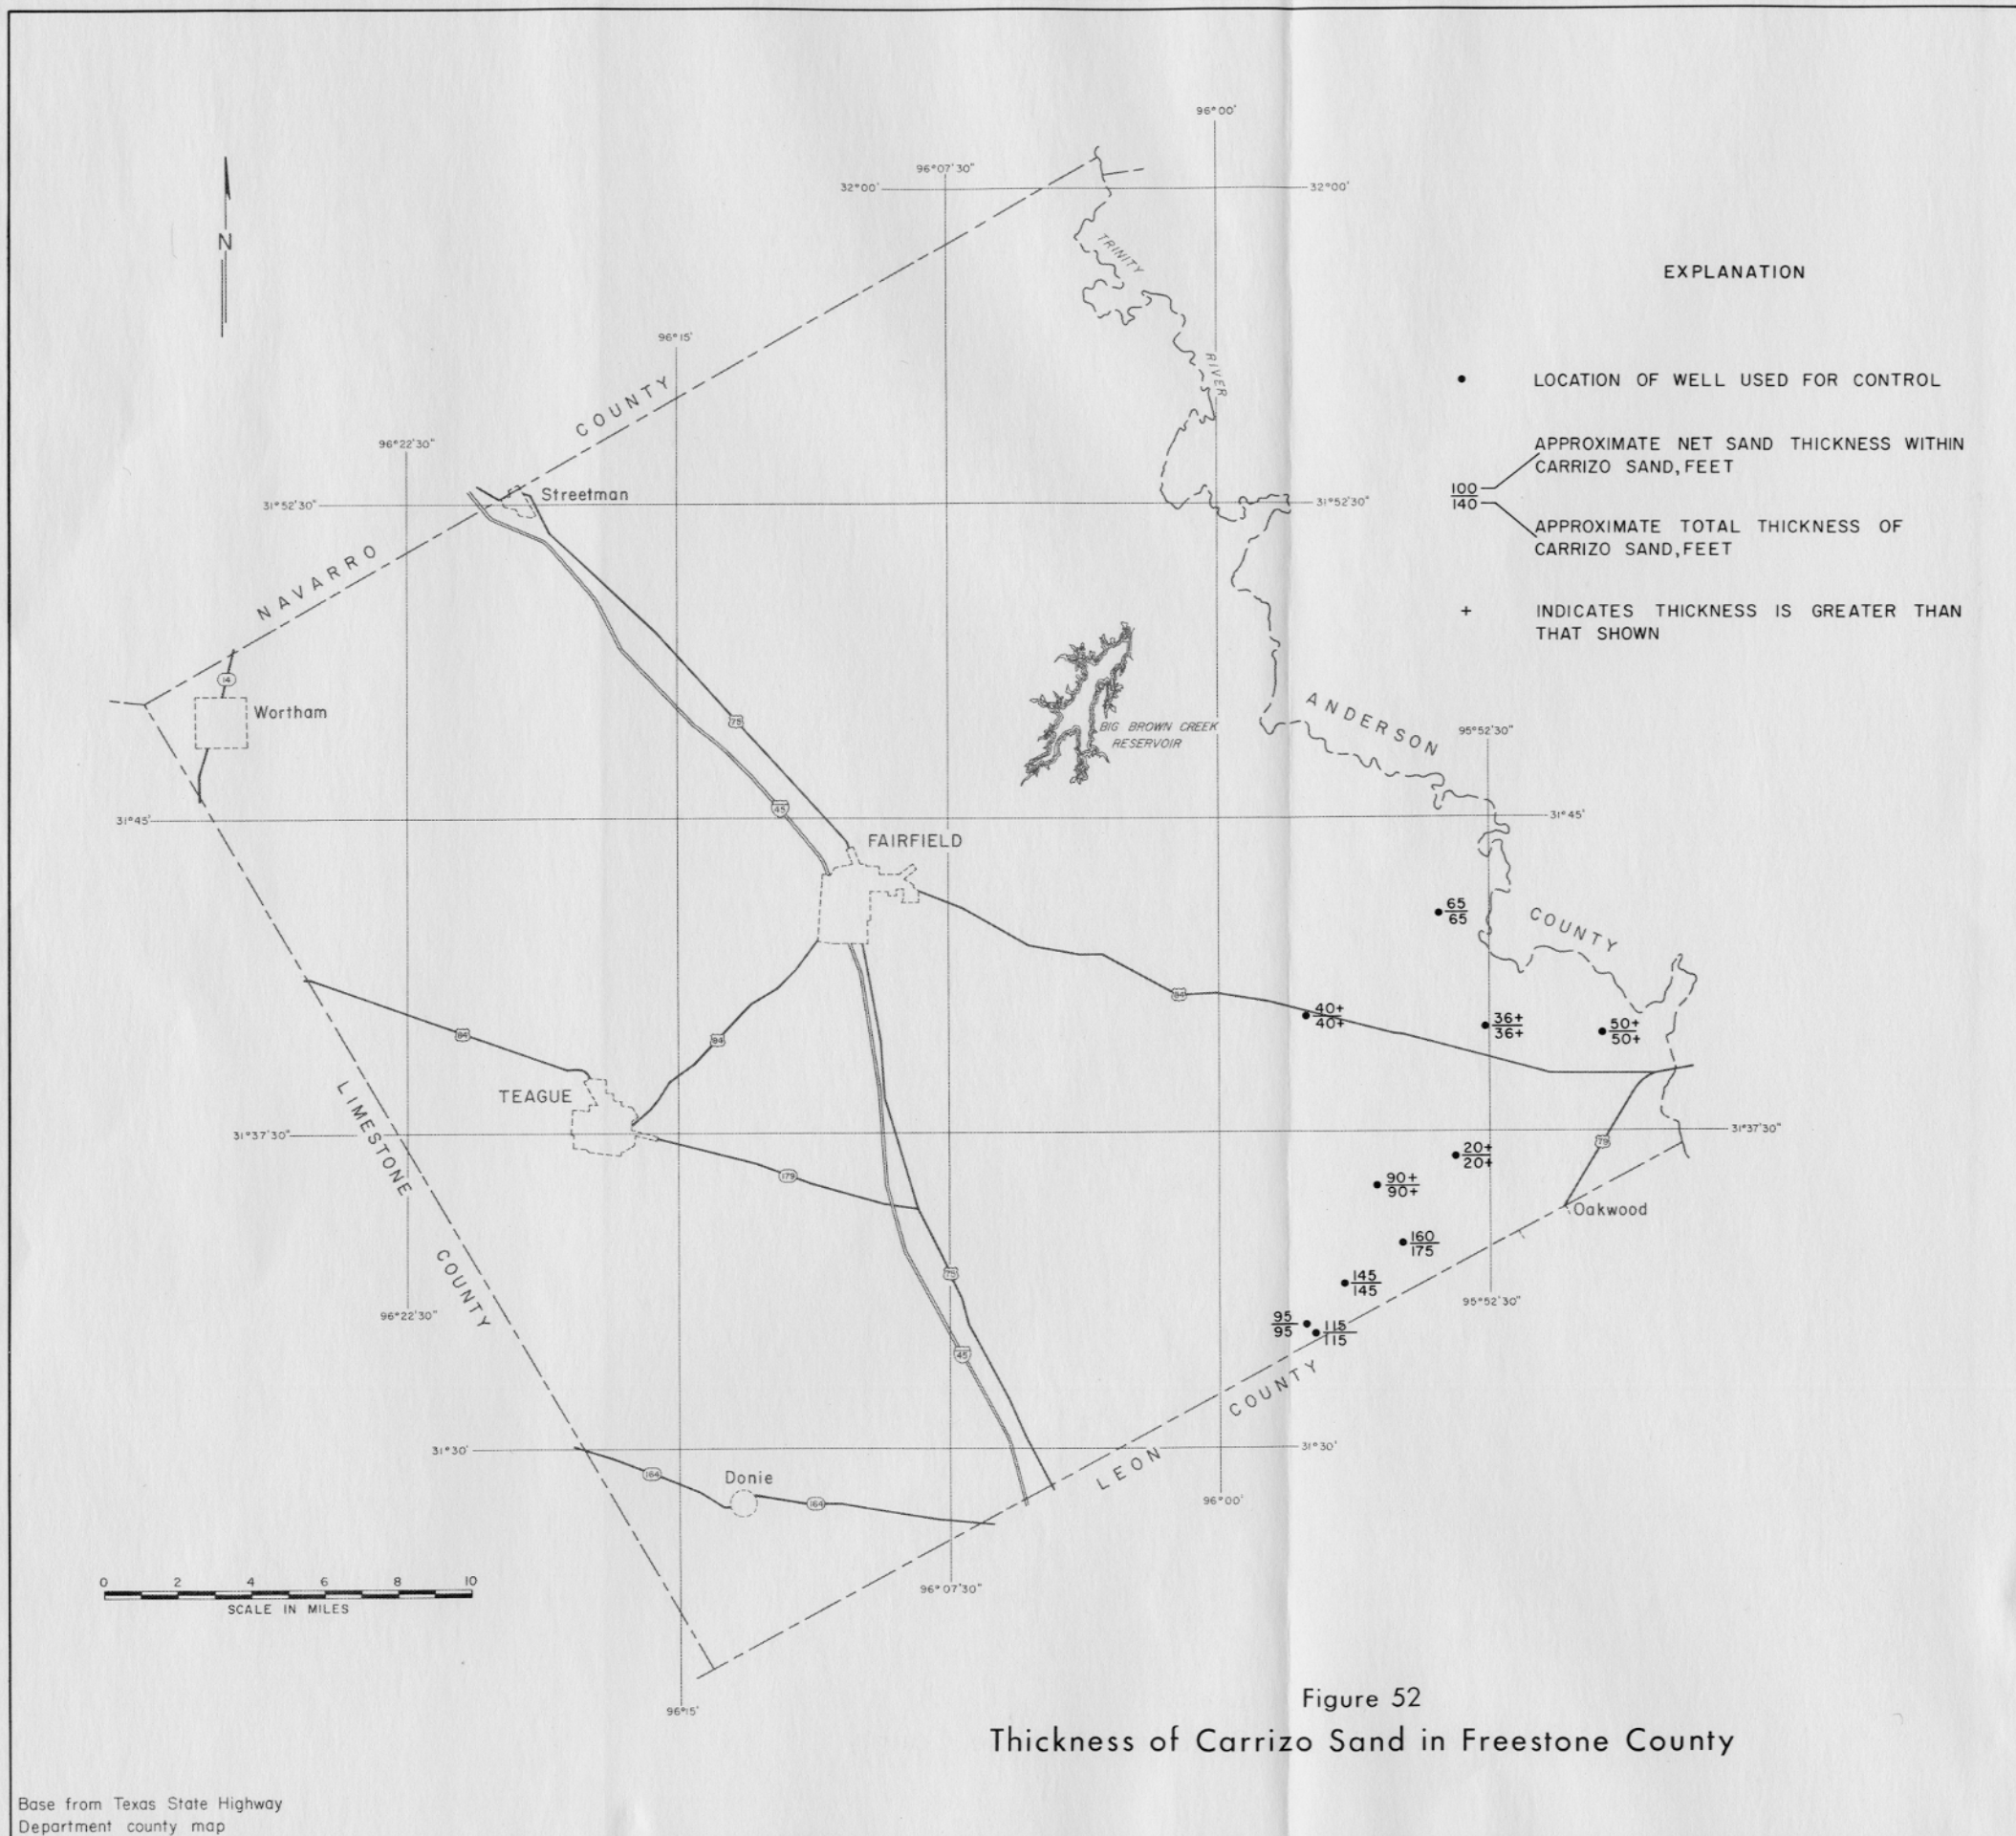 96°00'
96°07'30"
32°00'
32°00'
N
TRINITY
RIVER
EXPLANATION
LOCATION OF WELL USED FOR CONTROL
APPROXIMATE NET SAND THICKNESS WITHIN
CARRIZO SAND, FEET
100
140
APPROXIMATE TOTAL THICKNESS OF
CARRIZO SAND, FEET
+ INDICATES THICKNESS IS GREATER THAN
THAT SHOWN
96°15'
NAVARRO COUNTY
96°22'30"
31°52'30"
Streetman
31°52'30"
14
Wortham
75
BIG BROWN CREEK
RESERVOIR
ANDERSON COUNTY
95°52'30"
45
31°45'
31°45'
FAIRFIELD
65
65
84
40+
40+
36+
36+
50+
50+
84
84
TEAGUE
LIMESTONE COUNTY
31°37'30"
31°37'30"
79
179
20+
20+
90+
90+
Oakwood
160
175
75
145
145
95°52'30"
96°22'30"
95
95
115
115
45
LEON COUNTY
31°30'
31°30'
164
Donie
164
96°00'
96°07'30"
0 2 4 6 8 10
SCALE IN MILES
96°15'
Figure 52
Thickness of Carrizo Sand in Freestone County
Base from Texas State Highway
Department county map